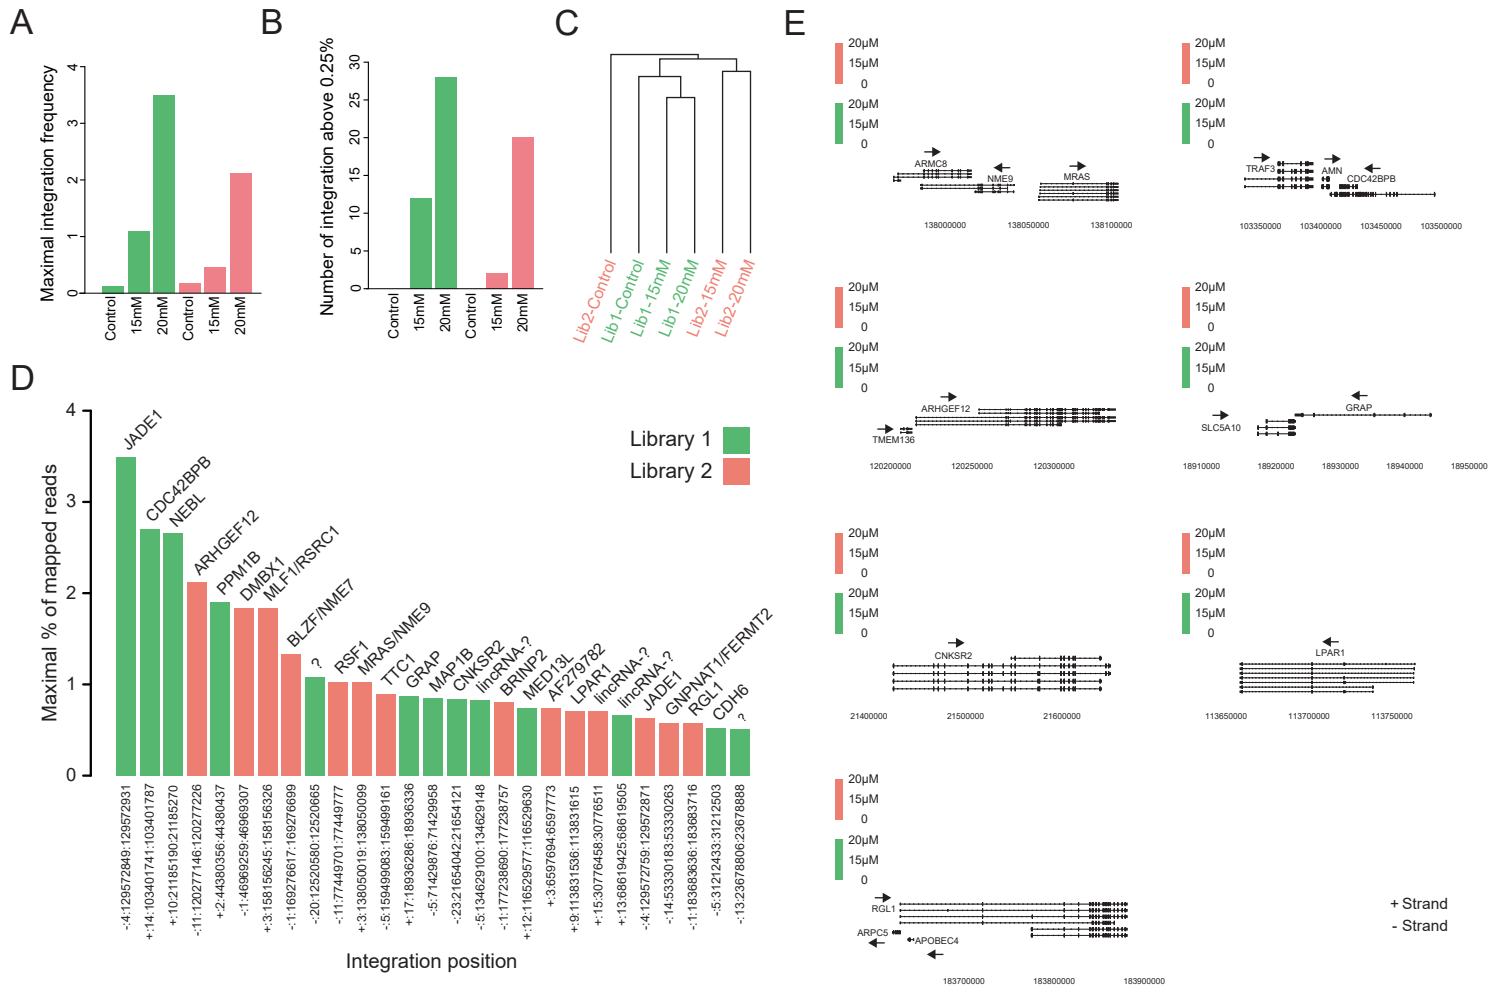 A
Maximal integration frequency
4
3
2
1
0
Control
15mM
20mM
Control
15mM
20mM
B
Number of integration above 0.25%
30
25
20
15
10
5
0
Control
15mM
20mM
Control
15mM
20mM
C
Lib2-Control
Lib1-Control
Lib1-15mM
Lib1-20mM
Lib2-15mM
Lib2-20mM
D
Maximal % of mapped reads
4
3
2
1
0
Library 1
Library 2
JADE1
CDC42BPB
NEBL
ARHGEF12
PPM1B
DMBX1
MLF1/RSRC1
BLZF/NME7
?
RSF1
MRAS/NME9
TTC1
GRAP
MAP1B
CNKSR2
lincRNA-?
BRINP2
MED13L
AF279782
LPAR1
lincRNA-?
lincRNA-?
JADE1
GNPNAT1/FERMT2
RGL1
CDH6
?
-:4:129572849:129572931
+:14:103401741:103401787
+:10:21185190:21185270
-:11:120277146:120277226
+:2:44380356:44380437
-:1:46969259:46969307
+:3:158156245:158156326
-:1:169276617:169276699
-:20:12520580:12520665
-:11:77449701:77449777
+:3:138050019:138050099
-:5:159499083:159499161
+:17:18936286:18936336
-:5:71429876:71429958
-:23:21654042:21654121
-:5:134629100:134629148
-:1:177238690:177238757
+:12:116529577:116529630
+:3:6597694:6597773
+:9:113831536:113831615
+:15:30776458:30776511
+:13:68619425:68619505
-:4:129572759:129572871
-:14:53330183:53330263
-:1:183683636:183683716
-:5:31212433:31212503
-:13:23678806:23678888
Integration position
E
20µM
15µM
0
20µM
15µM
0
ARMC8
NME9
MRAS
138000000 138050000 138100000
20µM
15µM
0
20µM
15µM
0
TRAF3
AMN
CDC42BPB
103350000 103400000 103450000 103500000
20µM
15µM
0
20µM
15µM
0
ARHGEF12
TMEM136
120200000 120250000 120300000
20µM
15µM
0
20µM
15µM
0
GRAP
SLC5A10
18910000 18920000 18930000 18940000 18950000
20µM
15µM
0
20µM
15µM
0
CNKSR2
21400000 21500000 21600000
20µM
15µM
0
20µM
15µM
0
LPAR1
113650000 113700000 113750000
20µM
15µM
0
20µM
15µM
0
RGL1
ARPC5
APOBEC4
183700000 183800000 183900000
+ Strand
- Strand